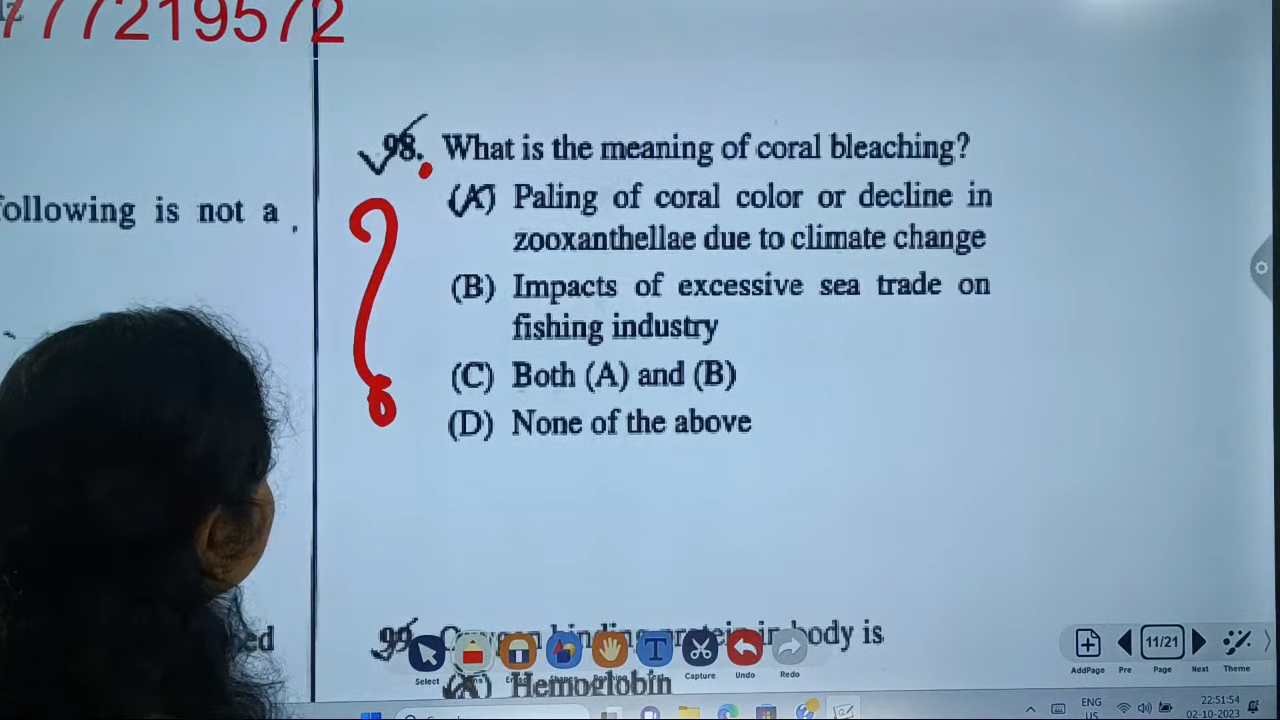 777219572
following is not a
98. What is the meaning of coral bleaching?
(A) Paling of coral color or decline in
zooxanthellae due to climate change
(B) Impacts of excessive sea trade on
fishing industry
(C) Both (A) and (B)
(D) None of the above
ed
99. Oxygen binding protein in body is
(A) Hemoglobin
Select
Capture
Undo
Redo
AddPage
Pre
11/21
Page
Next
Theme
ENG
US
22:51:54
02-10-2023